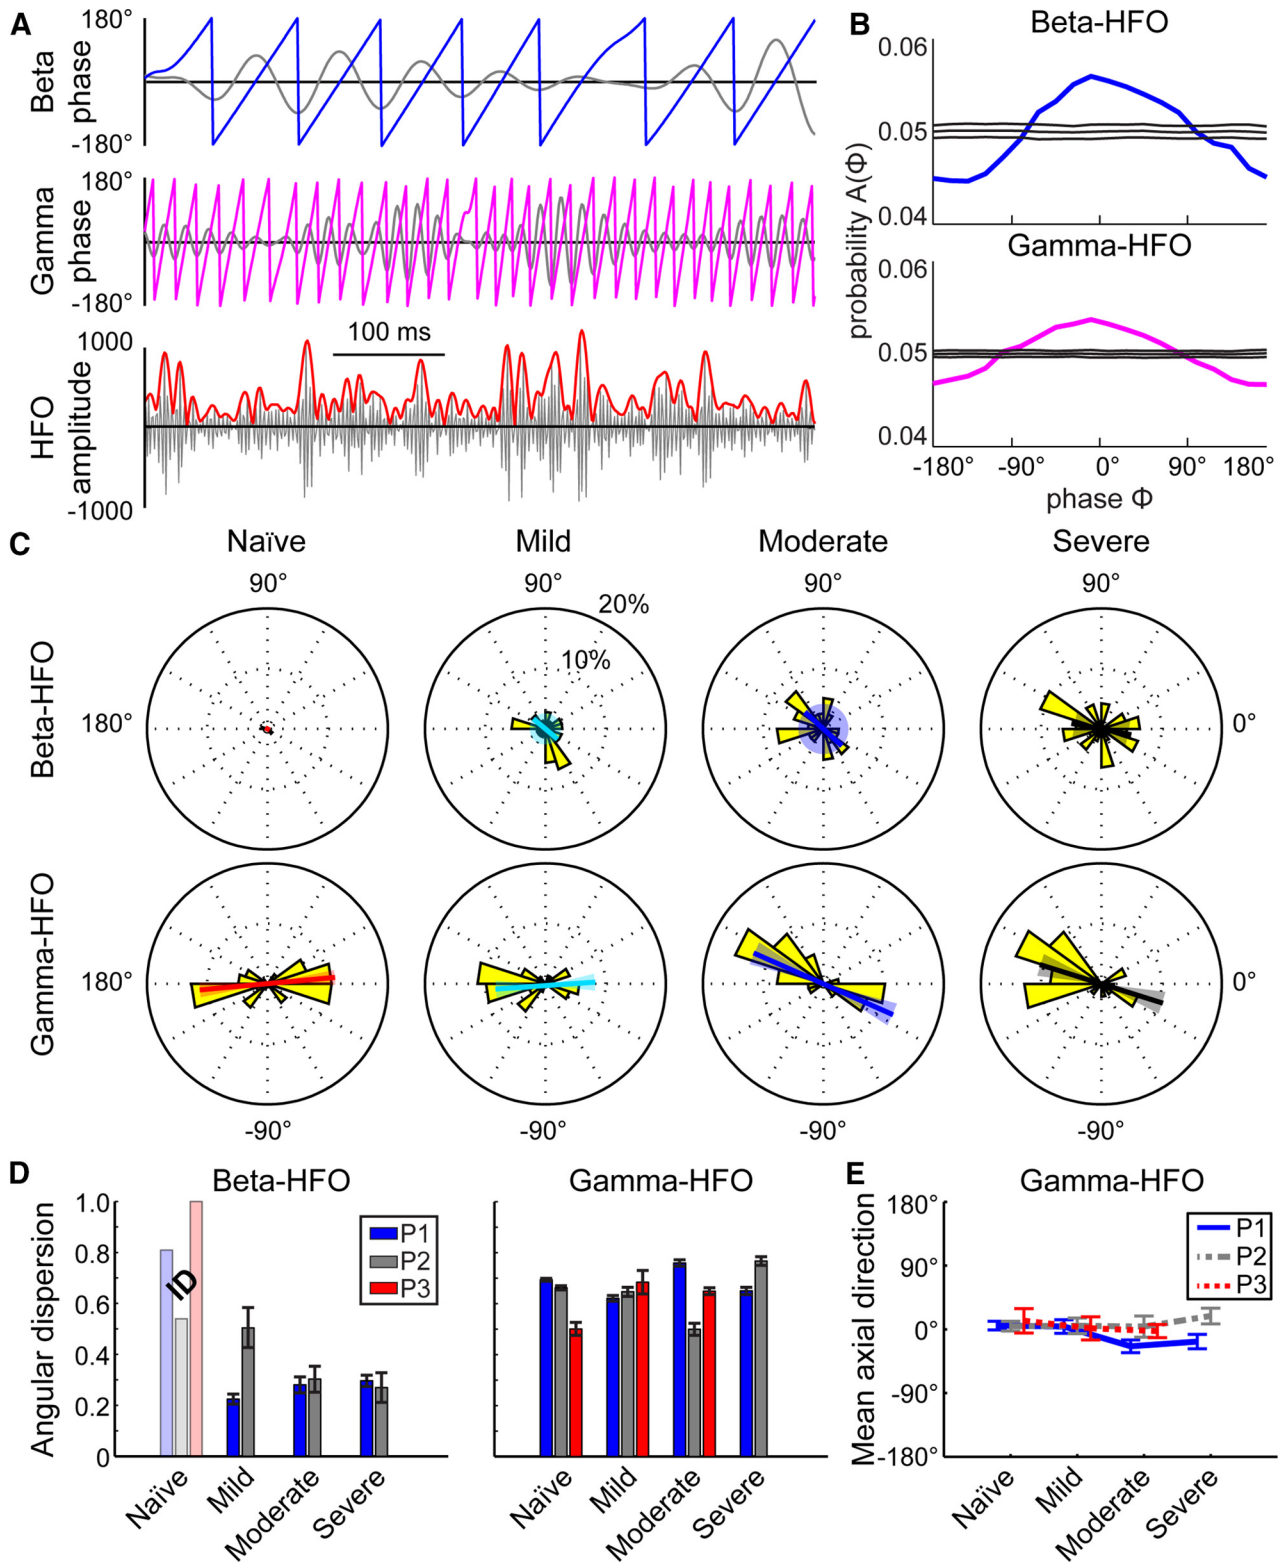 A
Beta
phase
180°
-180°
Gamma
phase
180°
-180°
HFO
amplitude
1000
-1000
100 ms
B
Beta-HFO
0.06
0.05
0.04
Gamma-HFO
0.06
0.05
0.04
probability A(Φ)
-180° -90° 0° 90° 180°
phase Φ
C
Naïve Mild Moderate Severe
90° 90° 90° 90°
20%
10%
Beta-HFO
180° 0°
Gamma-HFO
180° 0°
-90° -90° -90° -90°
D
Beta-HFO
Angular dispersion
1.0
0.8
0.6
0.4
0.2
0
ID
P1
P2
P3
Naïve Mild Moderate Severe
Gamma-HFO
Naïve Mild Moderate Severe
E
Gamma-HFO
Mean axial direction
180°
90°
0°
-90°
-180°
P1
P2
P3
Naïve Mild Moderate Severe